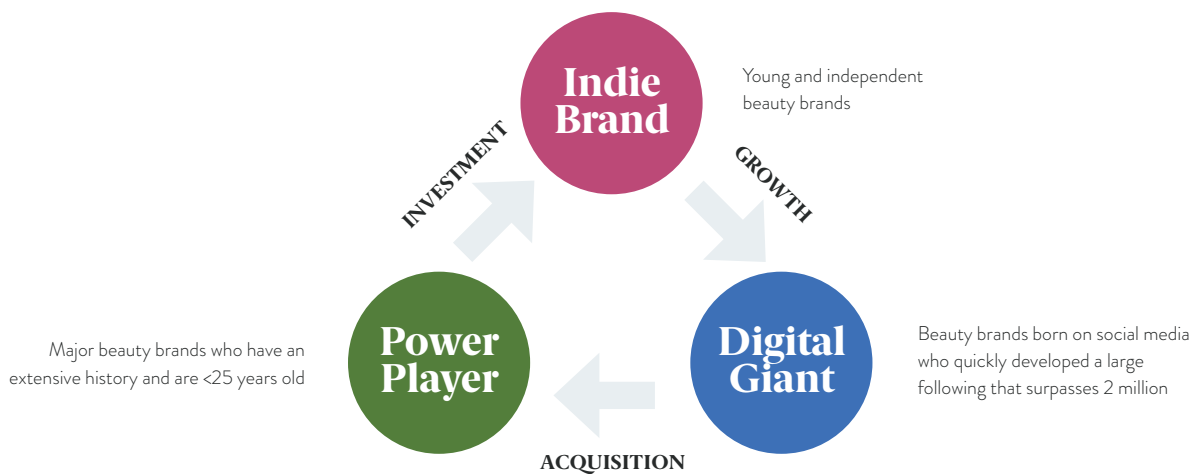 Indie
Brand
Young and independent
beauty brands
INVESTMENT
GROWTH
Power
Player
Major beauty brands who have an
extensive history and are <25 years old
Digital
Giant
Beauty brands born on social media
who quickly developed a large
following that surpasses 2 million
ACQUISITION